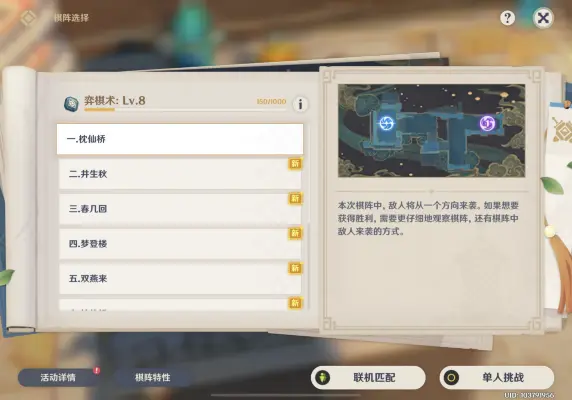 棋阵选择
?
弈棋术: Lv.8
150/1000
i
一.枕仙桥
二.井生秋
新
三.春几回
新
四.梦登楼
新
五.双燕来
新
新
本次棋阵中,敌人将从一个方向来袭。如果想要
获得胜利,需要更仔细地观察棋阵,还有棋阵中
敌人来袭的方式。
活动详情
!
棋阵特性
联机匹配
单人挑战
UID: 103791956